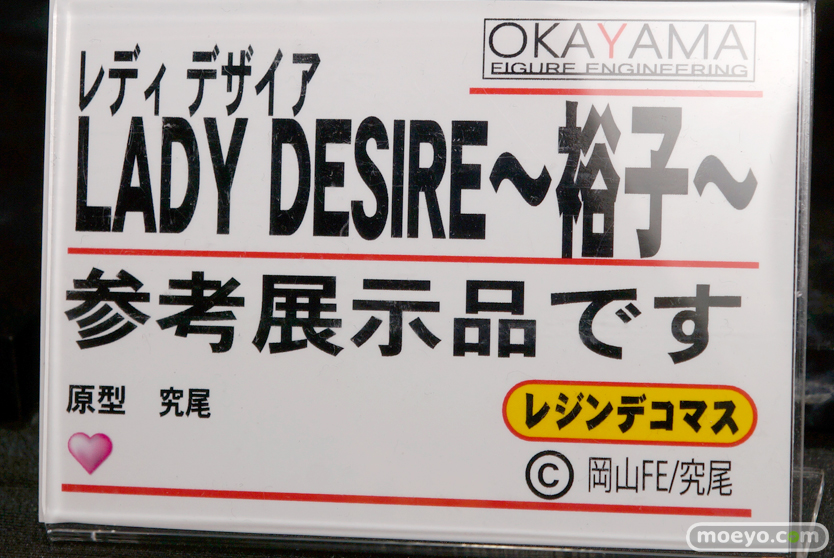 OKAYAMA
FIGURE ENGINEERING
レディ デザイア
LADY DESIRE～裕子～
参考展示品です
原型　究尾
レジンデコマス
© 岡山FE/究尾
moeyo.com